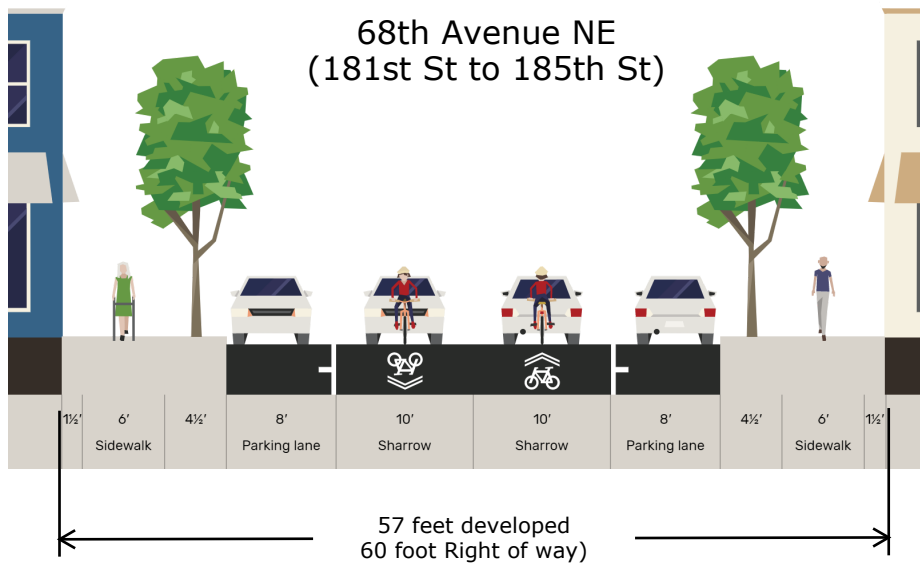 68th Avenue NE
(181st St to 185th St)
1½’ 6’ 4½’ 8’ 10’ 10’ 8’ 4½’ 6’ 1½’
Sidewalk Parking lane Sharrow Sharrow Parking lane Sidewalk
57 feet developed
60 foot Right of way)